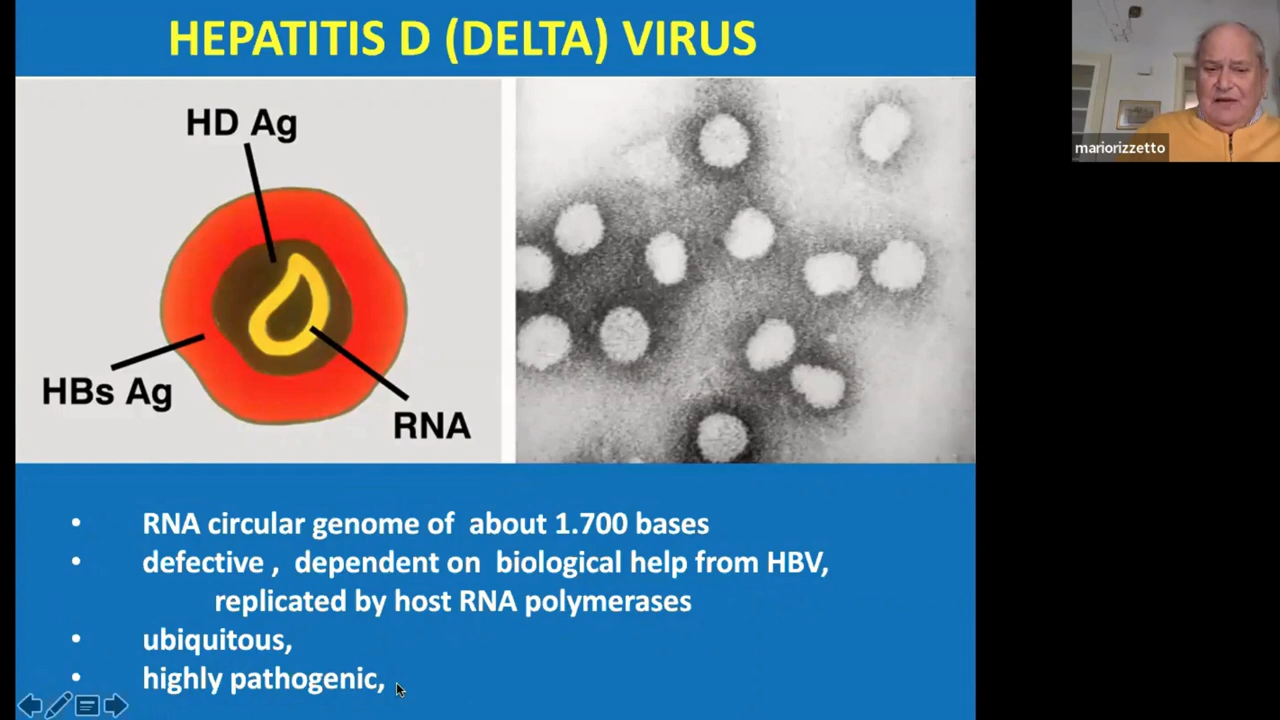 HEPATITIS D (DELTA) VIRUS
HD Ag
HBs Ag
RNA
• RNA circular genome of about 1.700 bases
• defective , dependent on biological help from HBV,
replicated by host RNA polymerases
• ubiquitous,
• highly pathogenic,
mariorizzetto